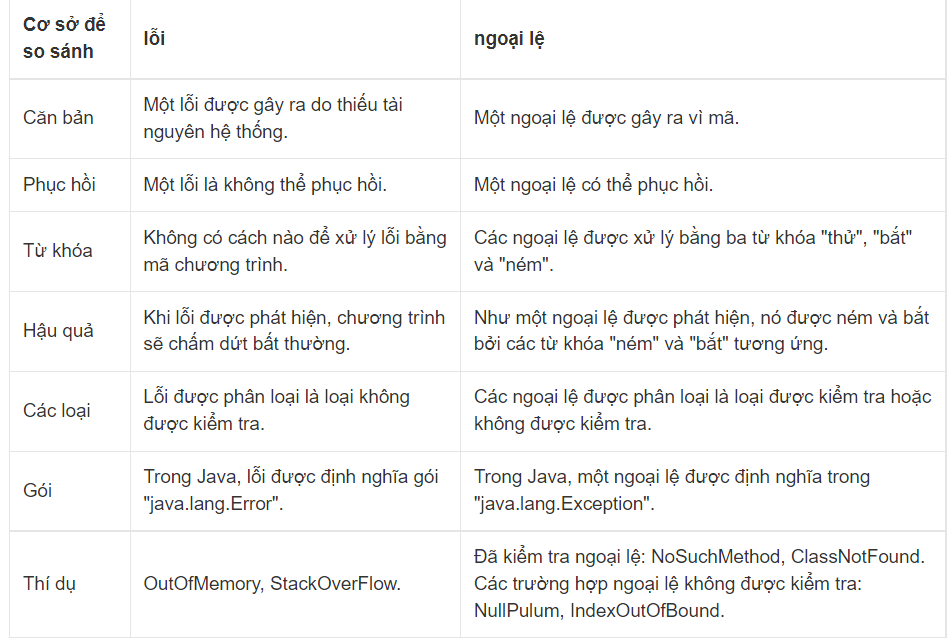 Cơ sở để
so sánh
lỗi
ngoại lệ
Căn bản
Một lỗi được gây ra do thiếu tài
nguyên hệ thống.
Một ngoại lệ được gây ra vì mã.
Phục hồi
Một lỗi là không thể phục hồi.
Một ngoại lệ có thể phục hồi.
Từ khóa
Không có cách nào để xử lý lỗi bằng
mã chương trình.
Các ngoại lệ được xử lý bằng ba từ khóa "thử", "bắt"
và "ném".
Hậu quả
Khi lỗi được phát hiện, chương trình
sẽ chấm dứt bất thường.
Như một ngoại lệ được phát hiện, nó được ném và bắt
bởi các từ khóa "ném" và "bắt" tương ứng.
Các loại
Lỗi được phân loại là loại không
được kiểm tra.
Các ngoại lệ được phân loại là loại được kiểm tra hoặc
không được kiểm tra.
Gói
Trong Java, lỗi được định nghĩa gói
"java.lang.Error".
Trong Java, một ngoại lệ được định nghĩa trong
"java.lang.Exception".
Thí dụ
OutOfMemory, StackOverFlow.
Đã kiểm tra ngoại lệ: NoSuchMethod, ClassNotFound.
Các trường hợp ngoại lệ không được kiểm tra:
NullPulum, IndexOutOfBound.